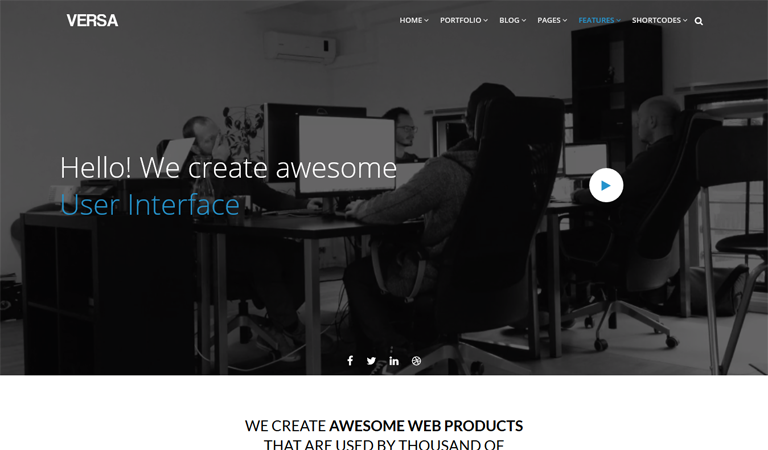 VERSA
HOME PORTFOLIO BLOG PAGES FEATURES SHORTCODES
Hello! We create awesome
User Interface
WE CREATE AWESOME WEB PRODUCTS
THAT ARE USED BY THOUSAND OF